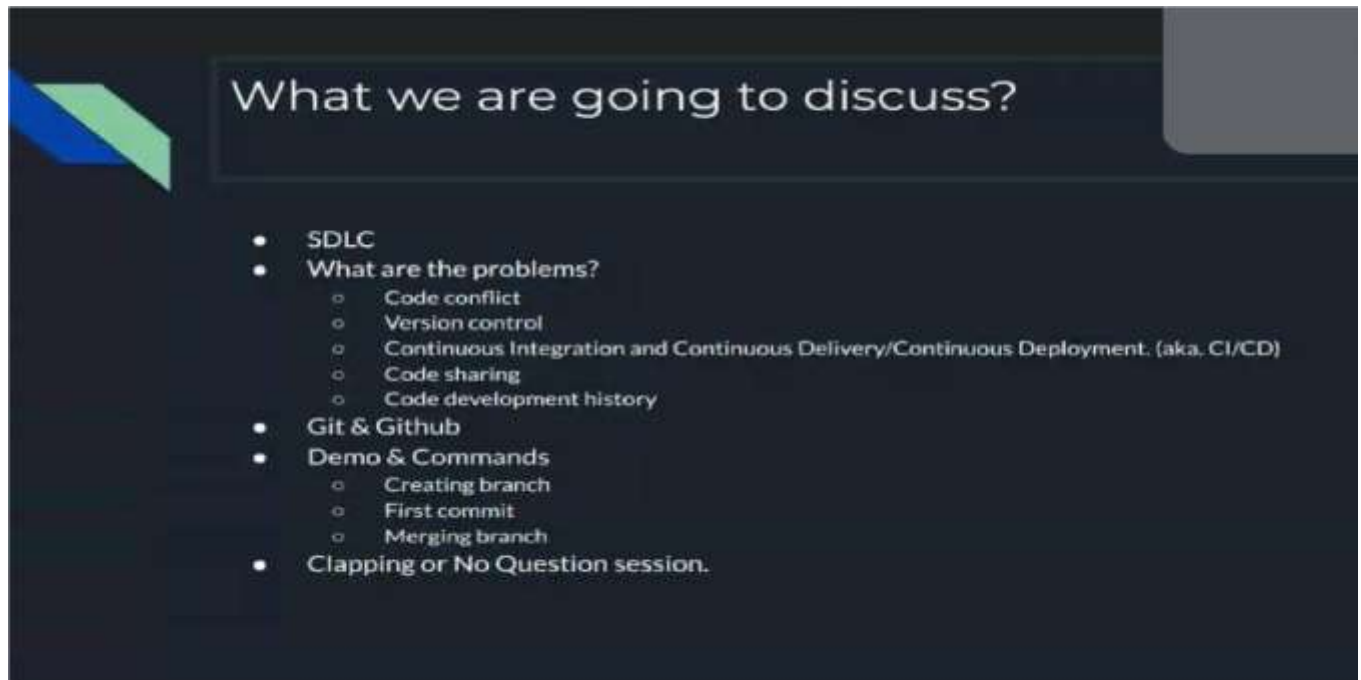 What we are going to discuss?
● SDLC
● What are the problems?
○ Code conflict
○ Version control
○ Continuous Integration and Continuous Delivery/Continuous Deployment. (aka. CI/CD)
○ Code sharing
○ Code development history
● Git & Github
● Demo & Commands
○ Creating branch
○ First commit
○ Merging branch
● Clapping or No Question session.